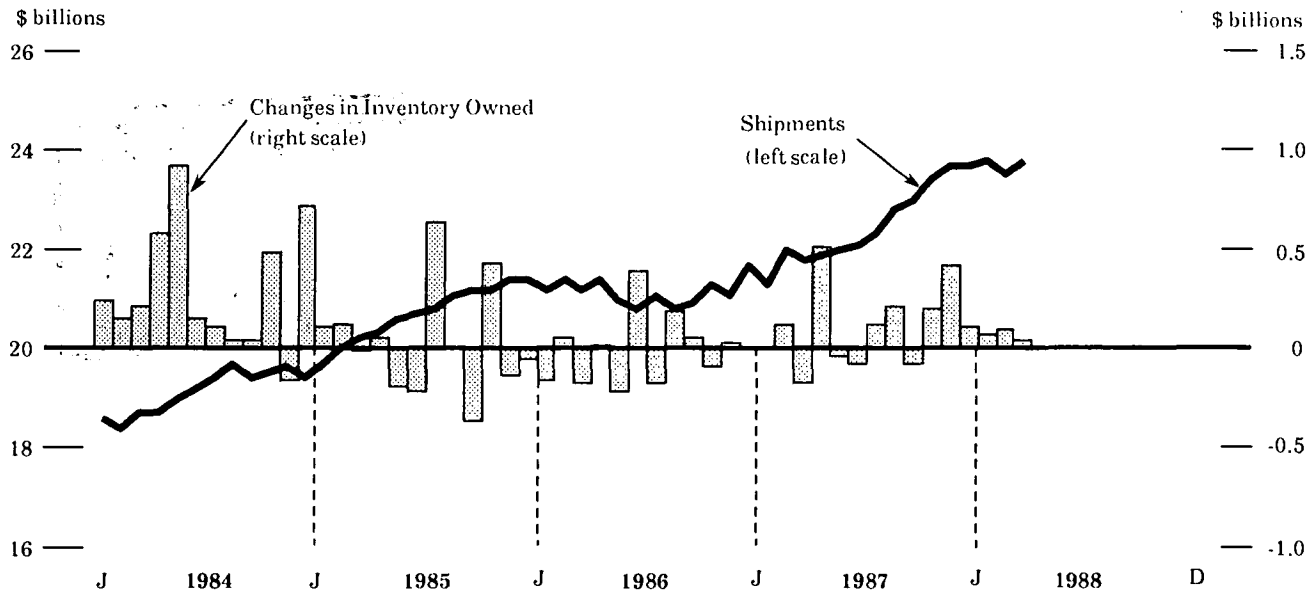 $ billions
$ billions
26
1.5
Changes in Inventory Owned
(right scale)
Shipments
(left scale)
24
1.0
22
0.5
20
0
18
-0.5
16
-1.0
J 1984 J 1985 J 1986 J 1987 J 1988 D